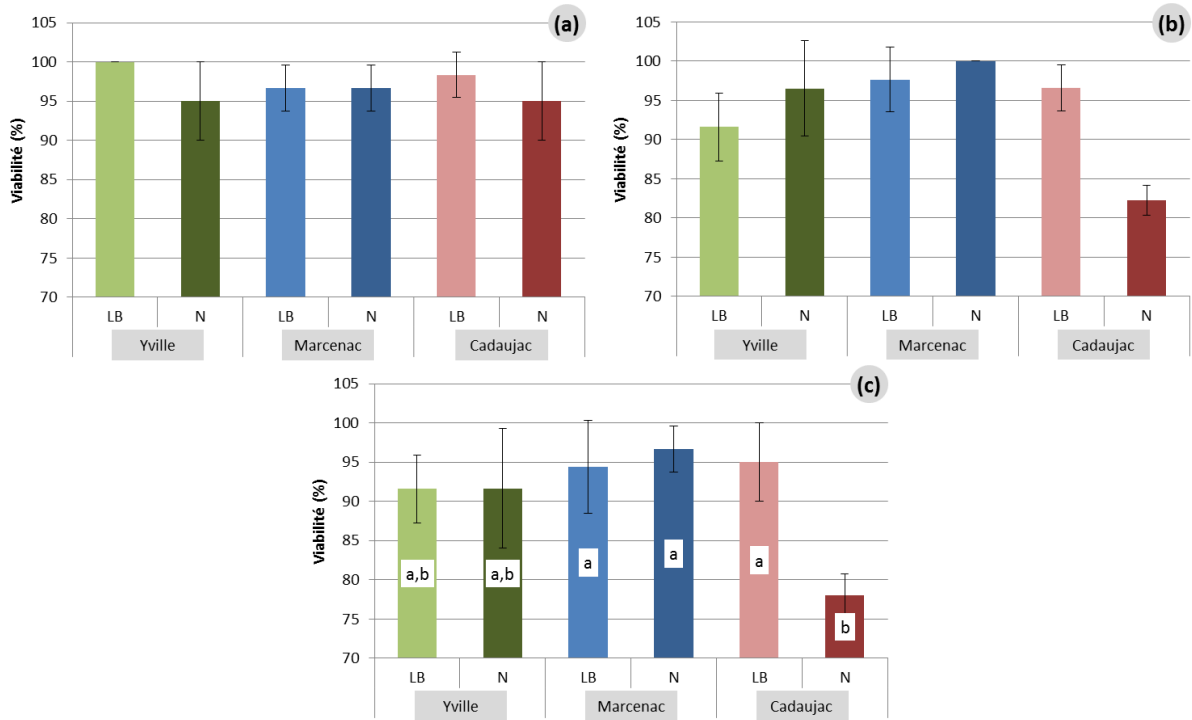 (a)
Viabilité (%)
105
100
95
90
85
80
75
70
LB N LB N LB N
Yville Marcenac Cadaujac
(b)
Viabilité (%)
105
100
95
90
85
80
75
70
LB N LB N LB N
Yville Marcenac Cadaujac
(c)
Viabilité (%)
105
100
95
90
85
80
75
70
a,b a,b a a a b
LB N LB N LB N
Yville Marcenac Cadaujac